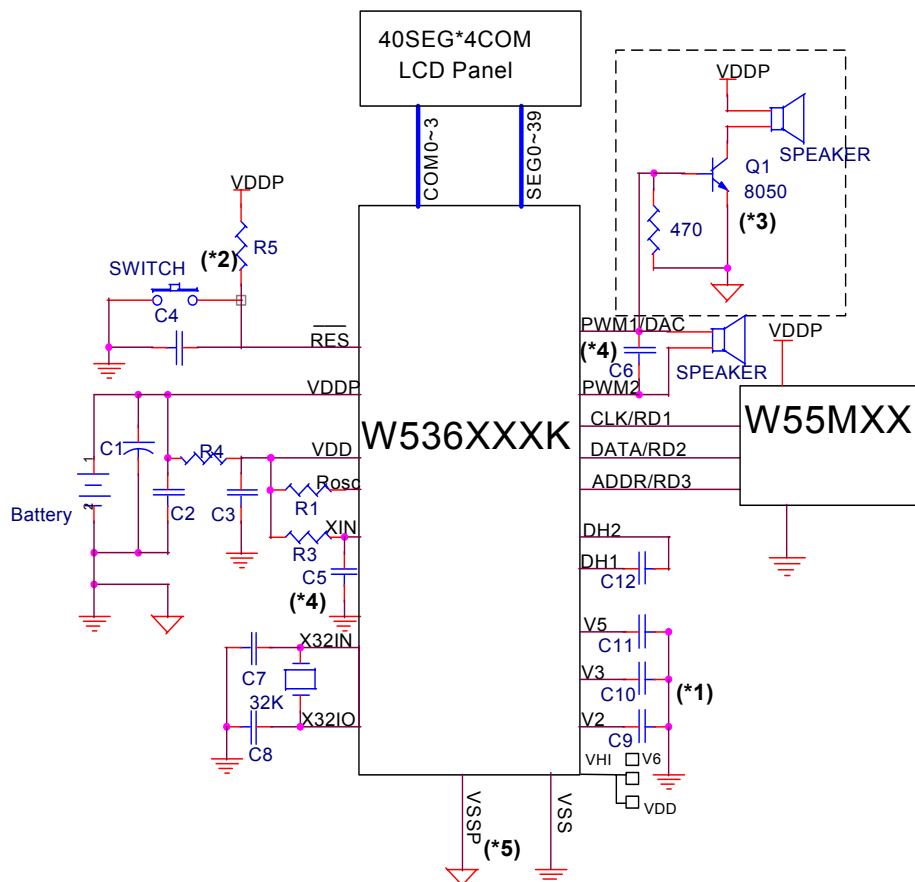 40SEG*4COM
LCD Panel
COM0~3
SEG0~39
VDDP
SPEAKER
Q1
8050
(*3)
470
VDDP
R5
(*2)
SWITCH
C4
RES
PWM1/DAC
(*4)
C6
PWM2
SPEAKER
VDDP
W536XXXK
W55MXX
CLK/RD1
DATA/RD2
ADDR/RD3
VDDP
C1
1
2
Battery
C2
R4
C3
VDD
Rosc
R1
XIN
R3
C5
(*4)
DH2
DH1
C12
V5
C11
V3
C10
(*1)
V2
C9
X32IN
C7
32K
X32IO
C8
VHI
V6
VDD
VSSP
(*5)
VSS